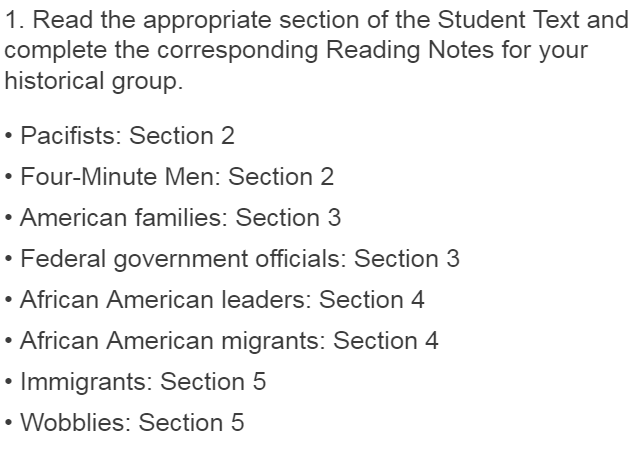 1. Read the appropriate section of the Student Text and
complete the corresponding Reading Notes for your
historical group.
• Pacifists: Section 2
• Four-Minute Men: Section 2
• American families: Section 3
• Federal government officials: Section 3
• African American leaders: Section 4
• African American migrants: Section 4
• Immigrants: Section 5
• Wobblies: Section 5